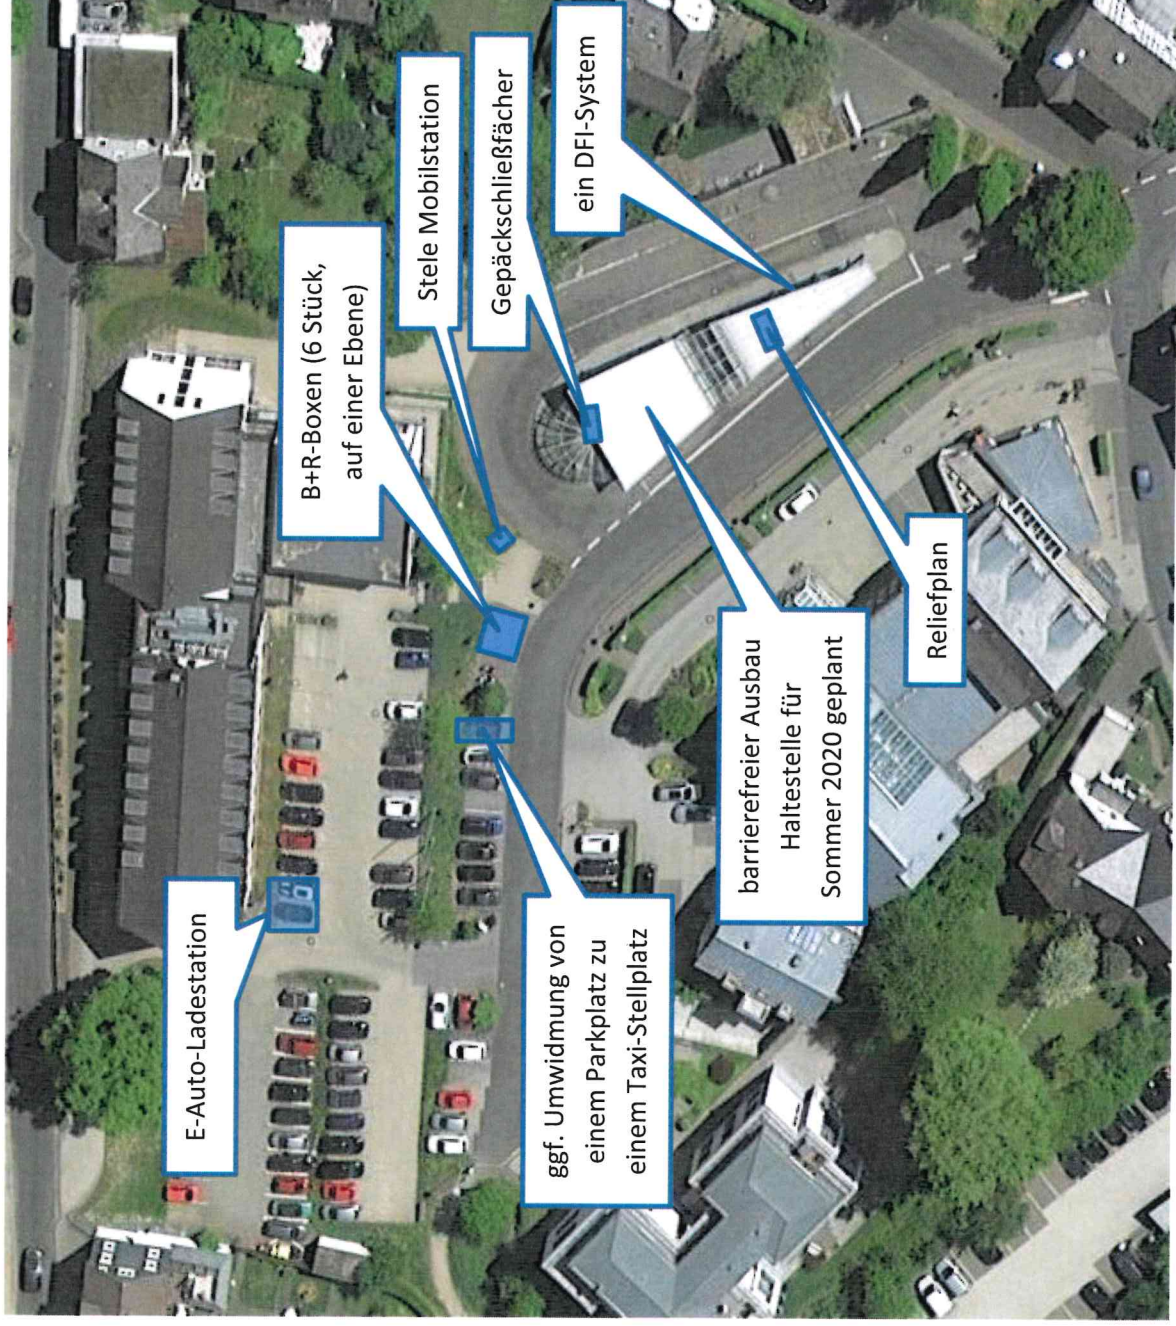 E-Auto-Ladestation
B+R-Boxen (6 Stück,
auf einer Ebene)
Stele Mobilstation
Gepäckschließfächer
ein DFI-System
ggf. Umwidmung von
einem Parkplatz zu
einem Taxi-Stellplatz
barrierefreier Ausbau
Haltestelle für
Sommer 2020 geplant
Reliefplan